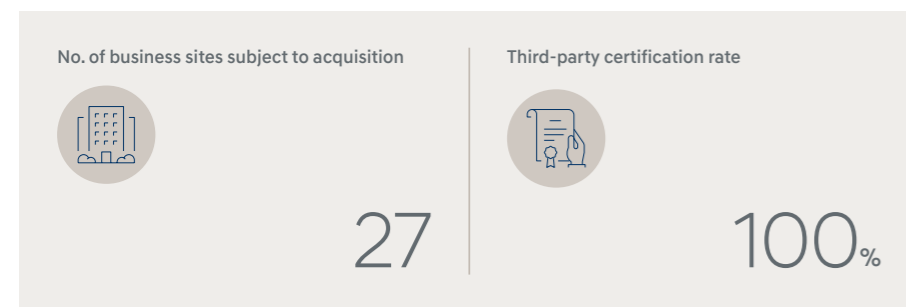 No. of business sites subject to acquisition
27
Third-party certification rate
100%